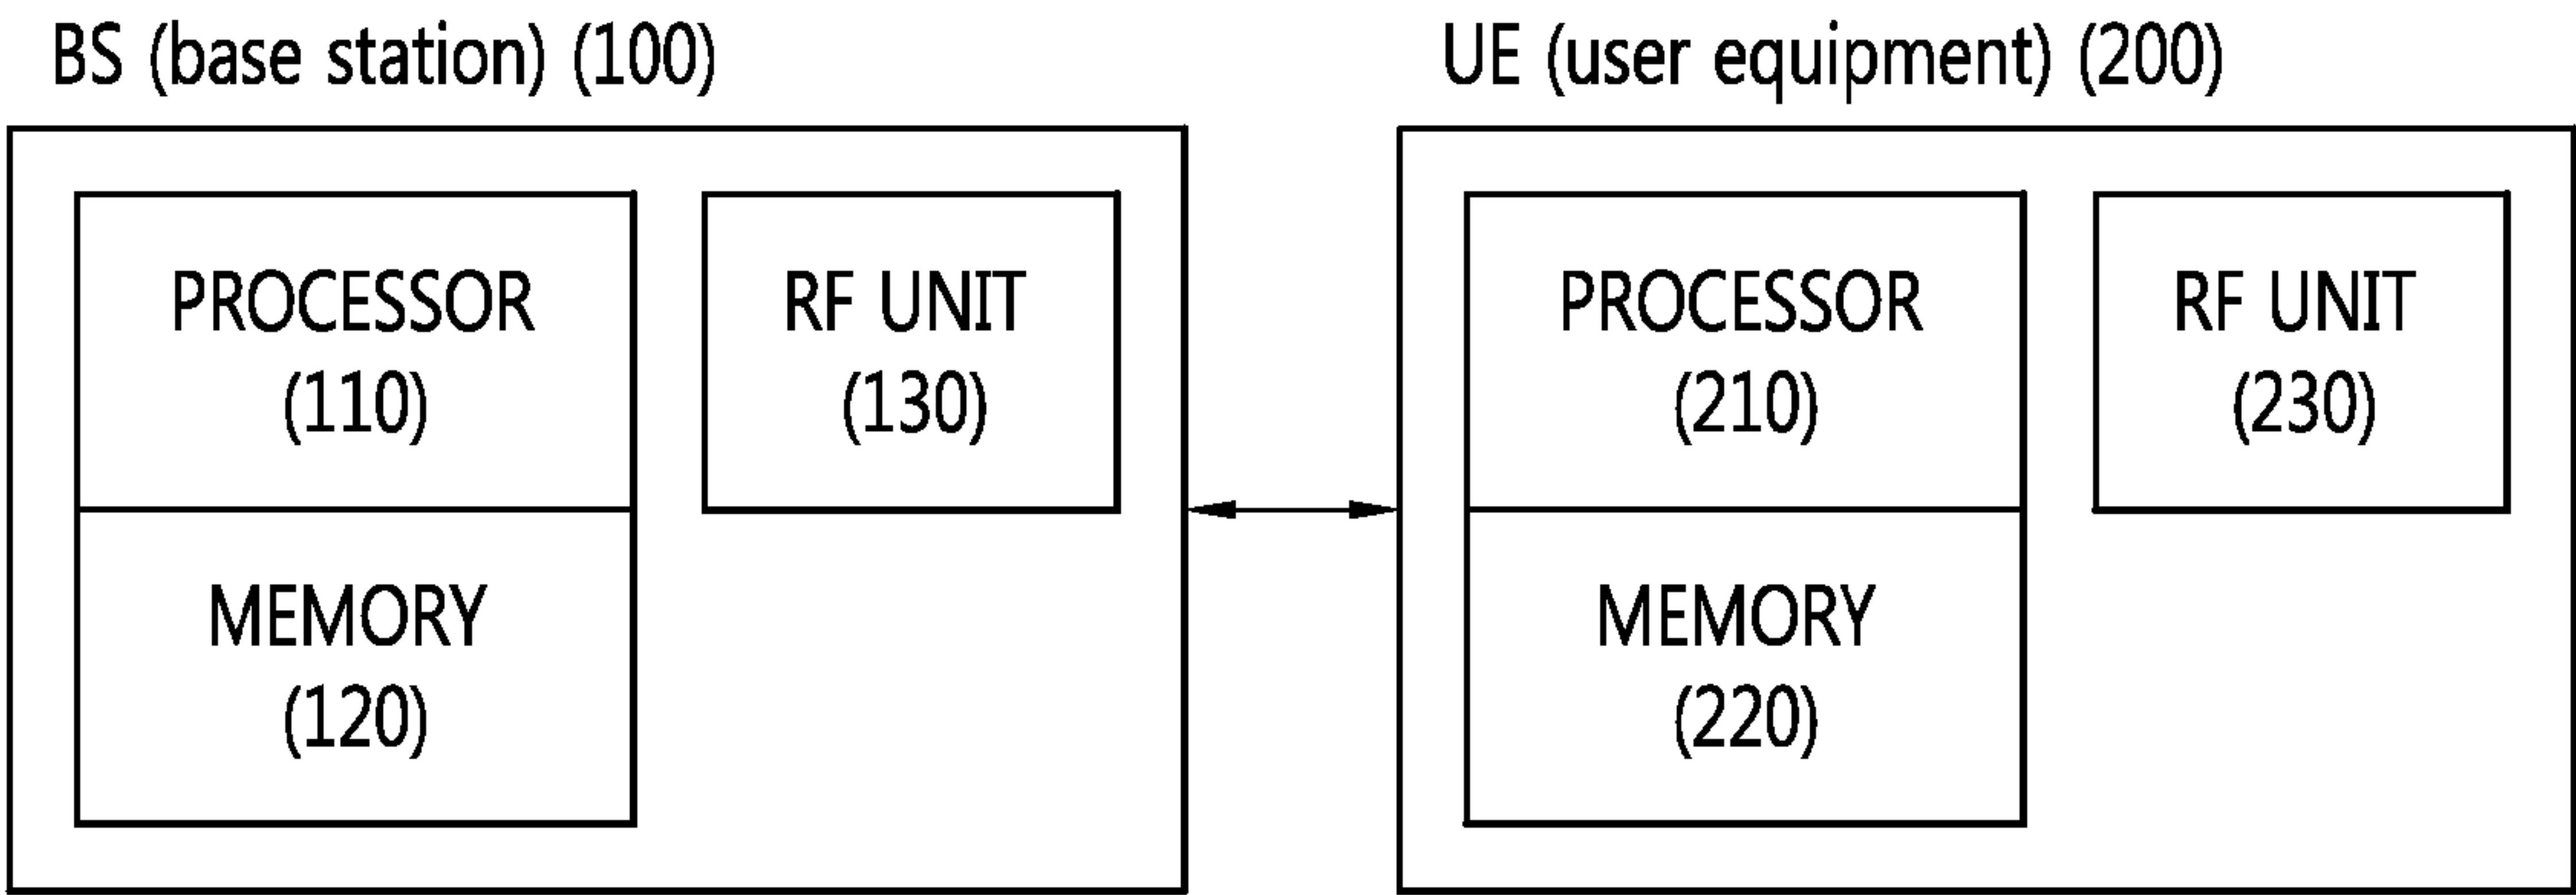 BS (base station) (100)
PROCESSOR
(110)
RF UNIT
(130)
MEMORY
(120)
UE (user equipment) (200)
PROCESSOR
(210)
RF UNIT
(230)
MEMORY
(220)